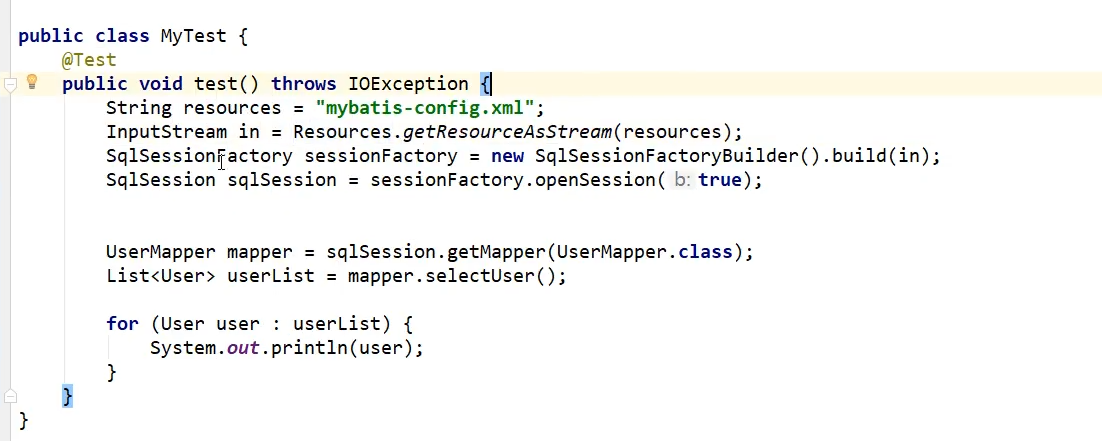 public class MyTest {
@Test
public void test() throws IOException {
String resources = "mybatis-config.xml";
InputStream in = Resources.getResourceAsStream(resources);
SqlSessionFactory sessionFactory = new SqlSessionFactoryBuilder().build(in);
SqlSession sqlSession = sessionFactory.openSession( b: true);
UserMapper mapper = sqlSession.getMapper(UserMapper.class);
List<User> userList = mapper.selectUser();
for (User user : userList) {
System.out.println(user);
}
}
}